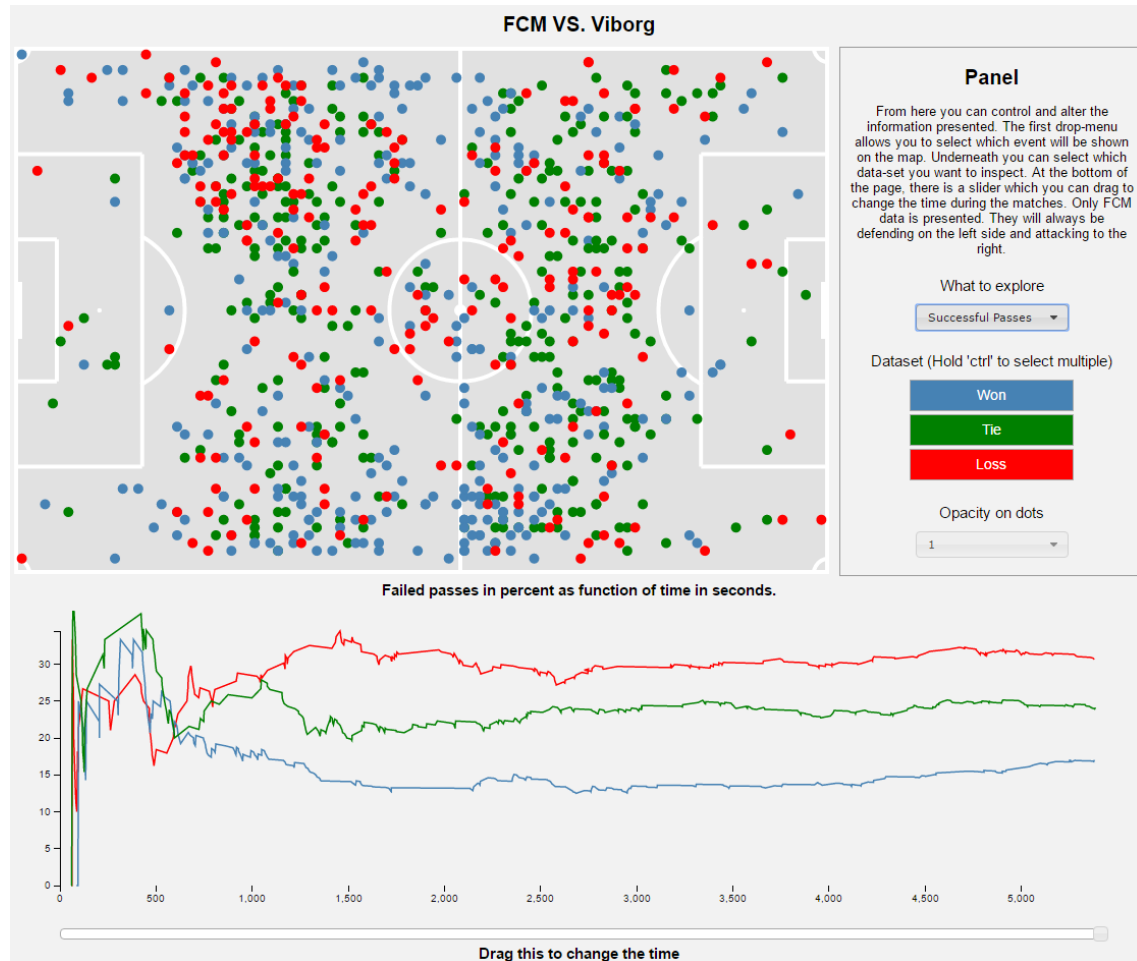 FCM VS. Viborg
Panel
From here you can control and alter the
information presented. The first drop-menu
allows you to select which event will be shown
on the map. Underneath you can select which
data-set you want to inspect. At the bottom of
the page, there is a slider which you can drag to
change the time during the matches. Only FCM
data is presented. They will always be
defending on the left side and attacking to the
right.
What to explore
Successful Passes
Dataset (Hold 'ctrl' to select multiple)
Won
Tie
Loss
Opacity on dots
1
Failed passes in percent as function of time in seconds.
30
25
20
15
10
5
0
0 500 1,000 1,500 2,000 2,500 3,000 3,500 4,000 4,500 5,000
Drag this to change the time